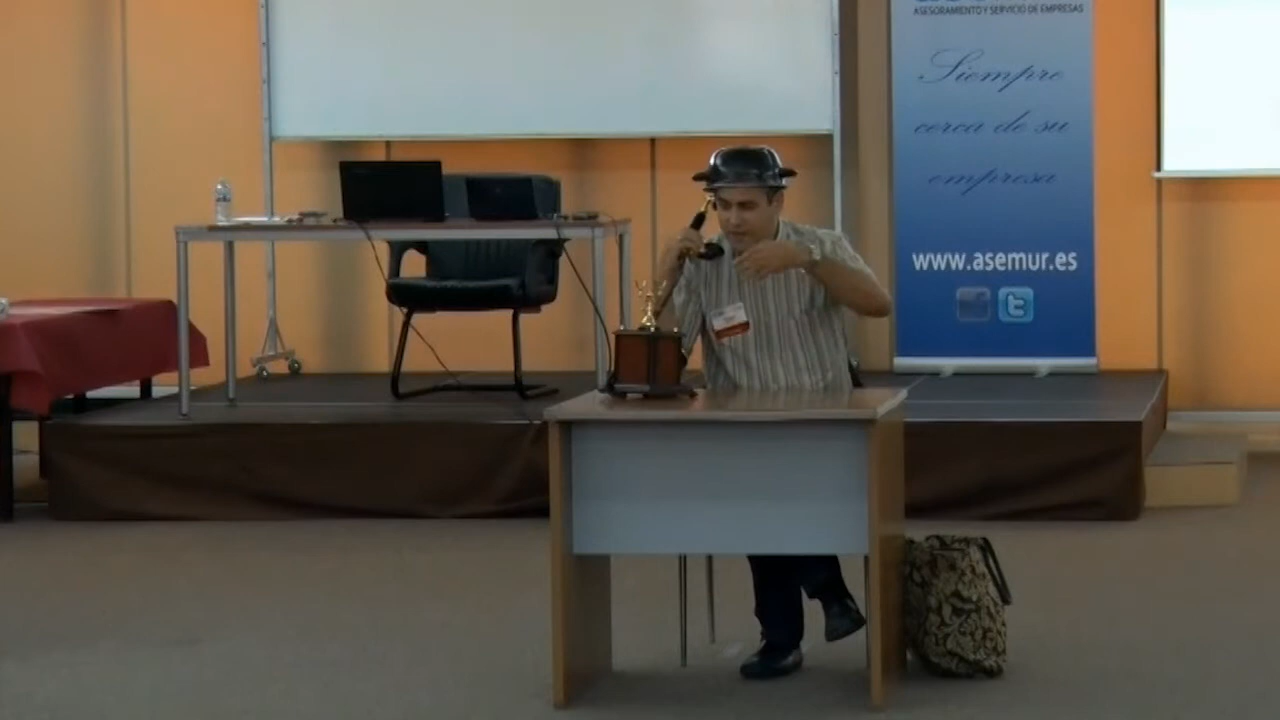 ASESORAMIENTO Y SERVICIO DE EMPRESAS
Siempre
cerca de su
empresa
www.asemur.es
t